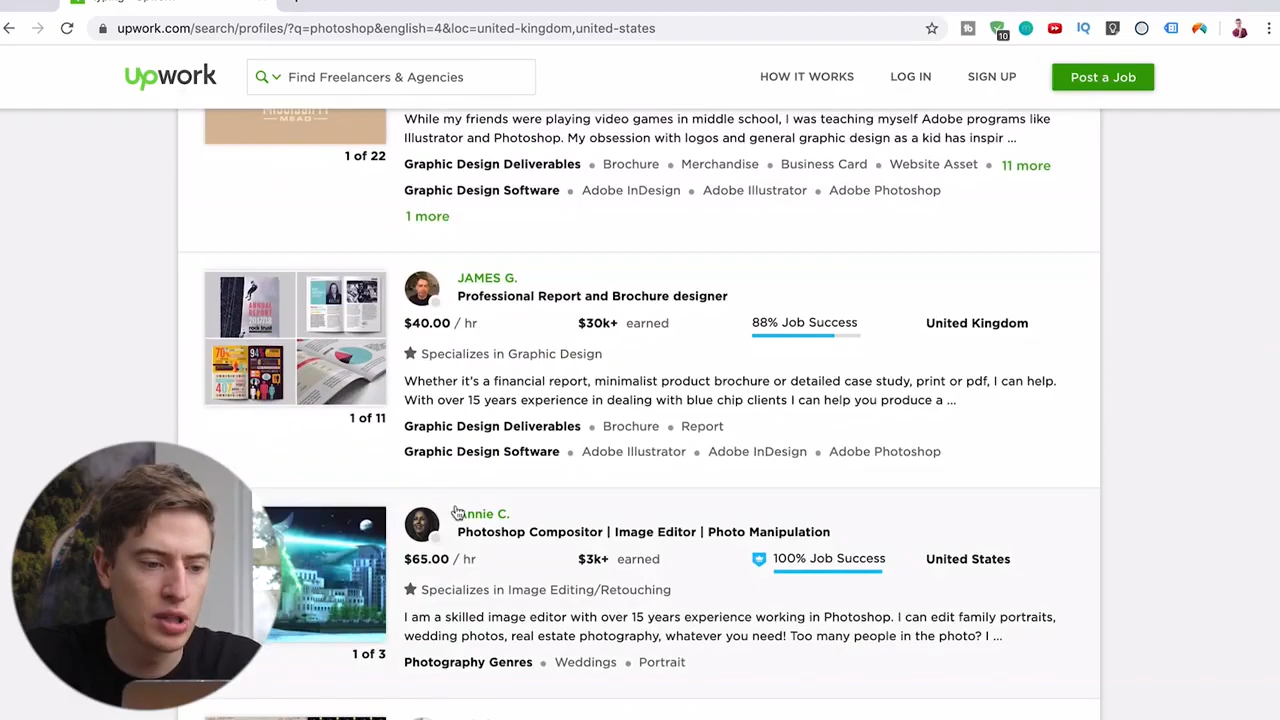 upwork.com/search/profiles/?q=photoshop&english=4&loc=united-kingdom,united-states
10
upwork
Find Freelancers & Agencies
HOW IT WORKS
LOG IN
SIGN UP
Post a Job
MEAD
While my friends were playing video games in middle school, I was teaching myself Adobe programs like
Illustrator and Photoshop. My obsession with logos and general graphic design as a kid has inspir ...
1 of 22
Graphic Design Deliverables • Brochure • Merchandise • Business Card • Website Asset • 11 more
Graphic Design Software • Adobe InDesign • Adobe Illustrator • Adobe Photoshop
1 more
JAMES G.
Professional Report and Brochure designer
$40.00 / hr
$30k+ earned
88% Job Success
United Kingdom
Specializes in Graphic Design
Whether it's a financial report, minimalist product brochure or detailed case study, print or pdf, I can help.
With over 15 years experience in dealing with blue chip clients I can help you produce a ...
1 of 11
Graphic Design Deliverables • Brochure • Report
Graphic Design Software • Adobe Illustrator • Adobe InDesign • Adobe Photoshop
nnie C.
Photoshop Compositor | Image Editor | Photo Manipulation
$65.00 / hr
$3k+ earned
100% Job Success
United States
Specializes in Image Editing/Retouching
I am a skilled image editor with over 15 years experience working in Photoshop. I can edit family portraits,
wedding photos, real estate photography, whatever you need! Too many people in the photo? I ...
1 of 3
Photography Genres • Weddings • Portrait